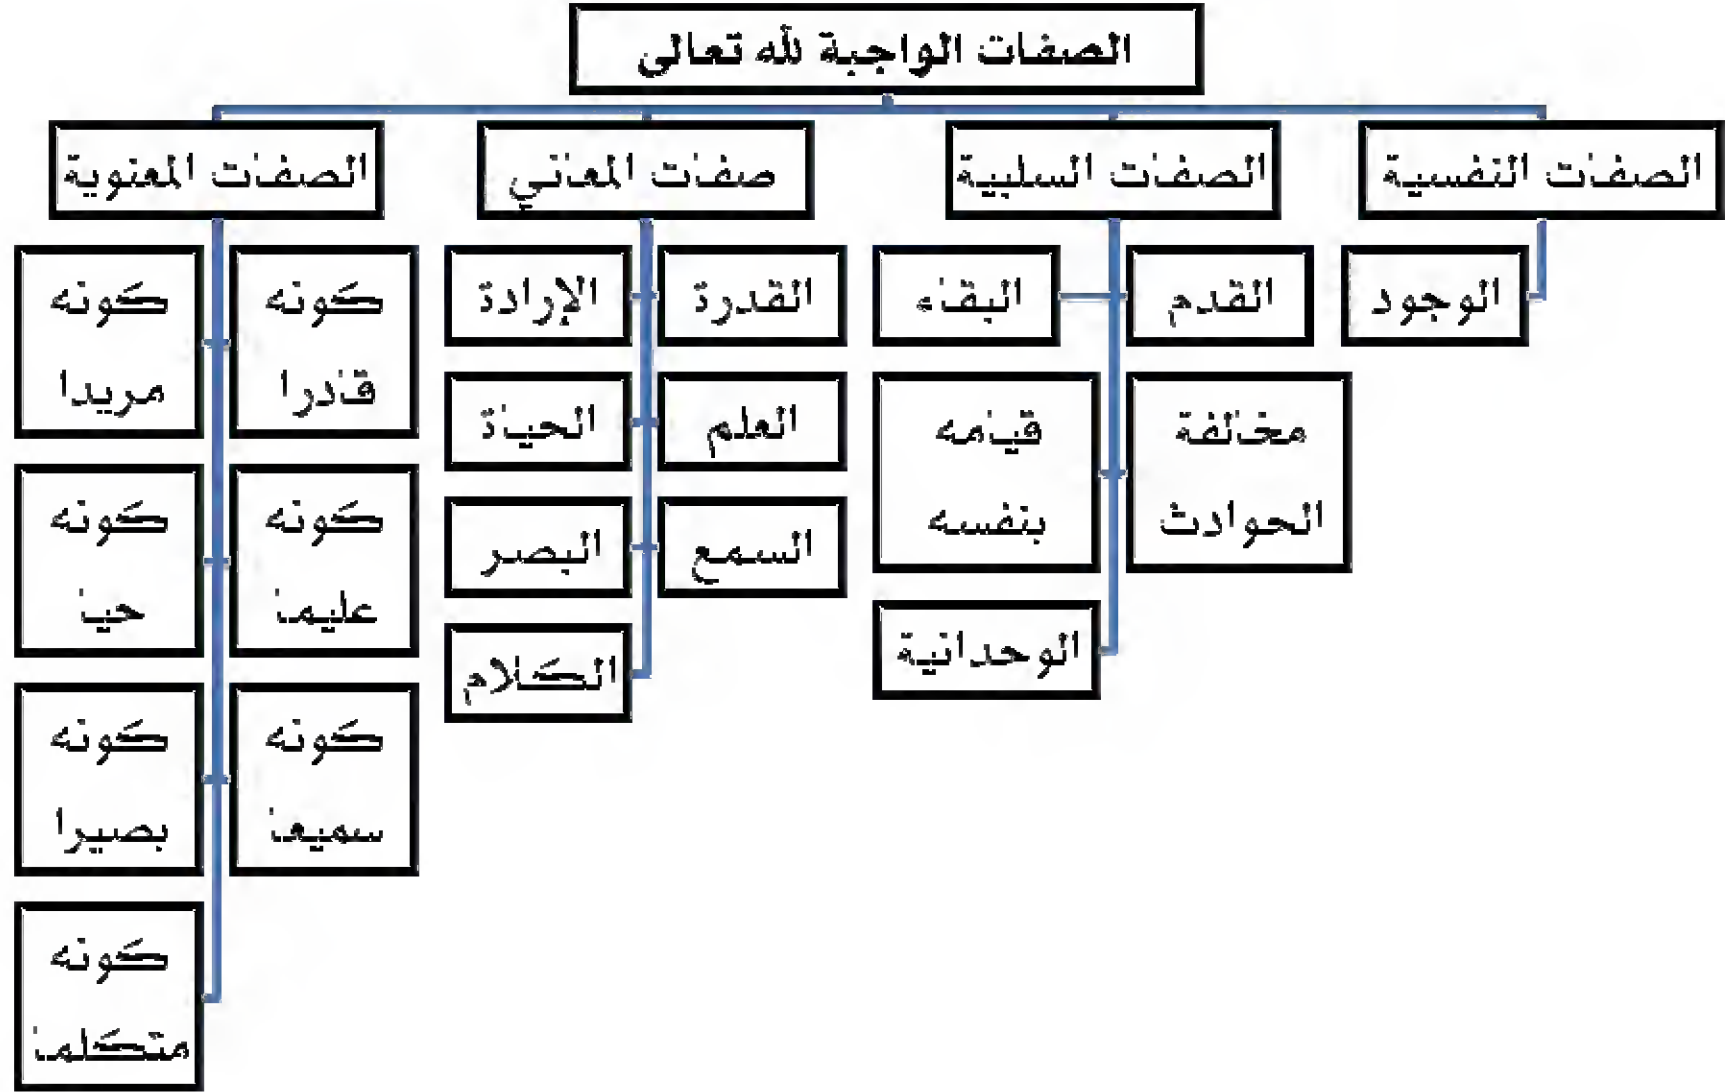 الصفات الواجبة لله تعالى
الصفات النفسية
الصفات السلبية
صفات المعاني
الصفات المعنوية
الوجود
القدم
البقاء
مخالفة
الحوادث
قيامه
بنفسه
الوحدانية
القدرة
الإرادة
العلم
الحياة
السمع
البصر
الكلام
كونه
قادرا
كونه
مريدا
كونه
عليما
كونه
حيا
كونه
سميعا
كونه
بصيرا
كونه
متكلما